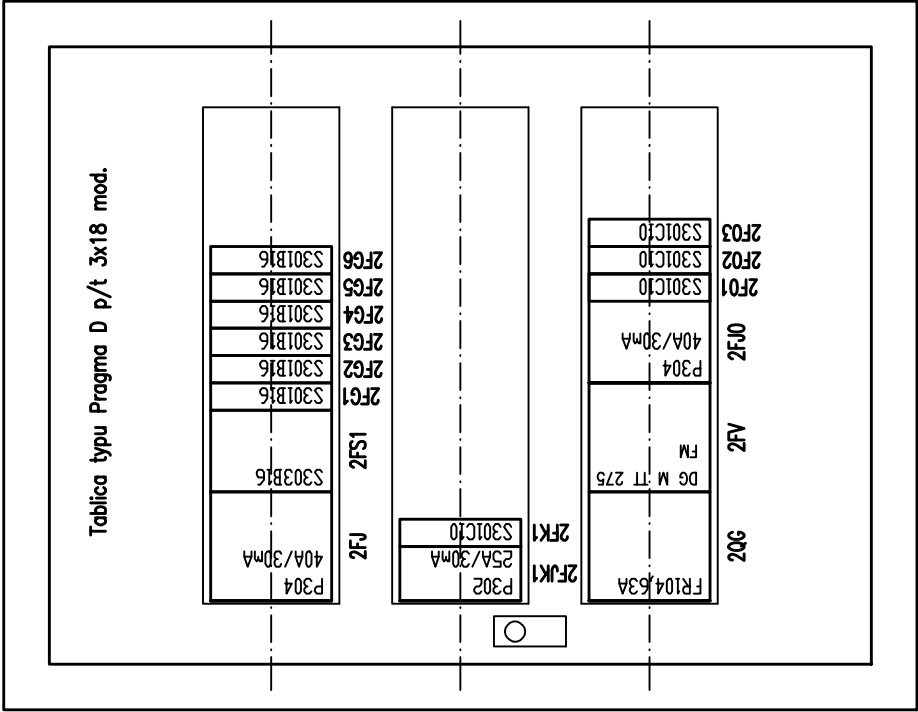 Tablica typu Pragma D p/t 3x18 mod.
S301B16
2FG6
S301B16
2FG5
S301B16
2FG4
S301B16
2FG3
S301B16
2FG2
S301B16
2FG1
S303B16
2FS1
P304
40A/30mA
2FJ
S301C10
2FK1
P302
25A/30mA
2FJK1
S301C10
2FO3
S301C10
2FO2
S301C10
2FO1
P304
40A/30mA
2FJO
DG M TT 275
FM
2FV
FR104,63A
2QG